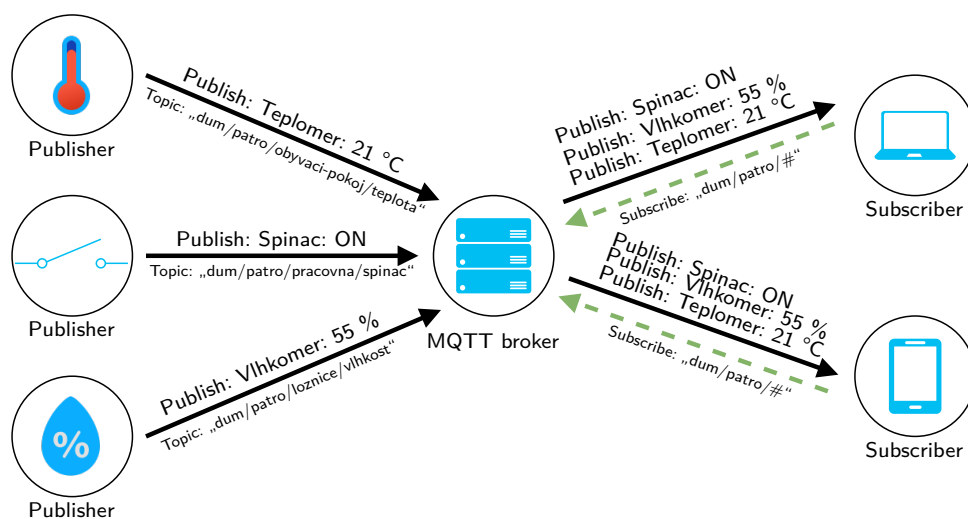 Publish: Teplomer: 21 °C
Topic: „dum/patro/obyvaci-pokoj/teplota“
Publisher
Publish: Spinac: ON
Topic: „dum/patro/pracovna/spinac“
Publisher
Publish: Vlhkomer: 55 %
Topic: „dum/patro/loznice/vlhkost“
%
Publisher
MQTT broker
Publish: Spinac: ON
Publish: Vlhkomer: 55 %
Publish: Teplomer: 21 °C
Subscribe: „dum/patro/#“
Subscriber
Publish: Spinac: ON
Publish: Vlhkomer: 55 %
Publish: Teplomer: 21 °C
Subscribe: „dum/patro/#“
Subscriber